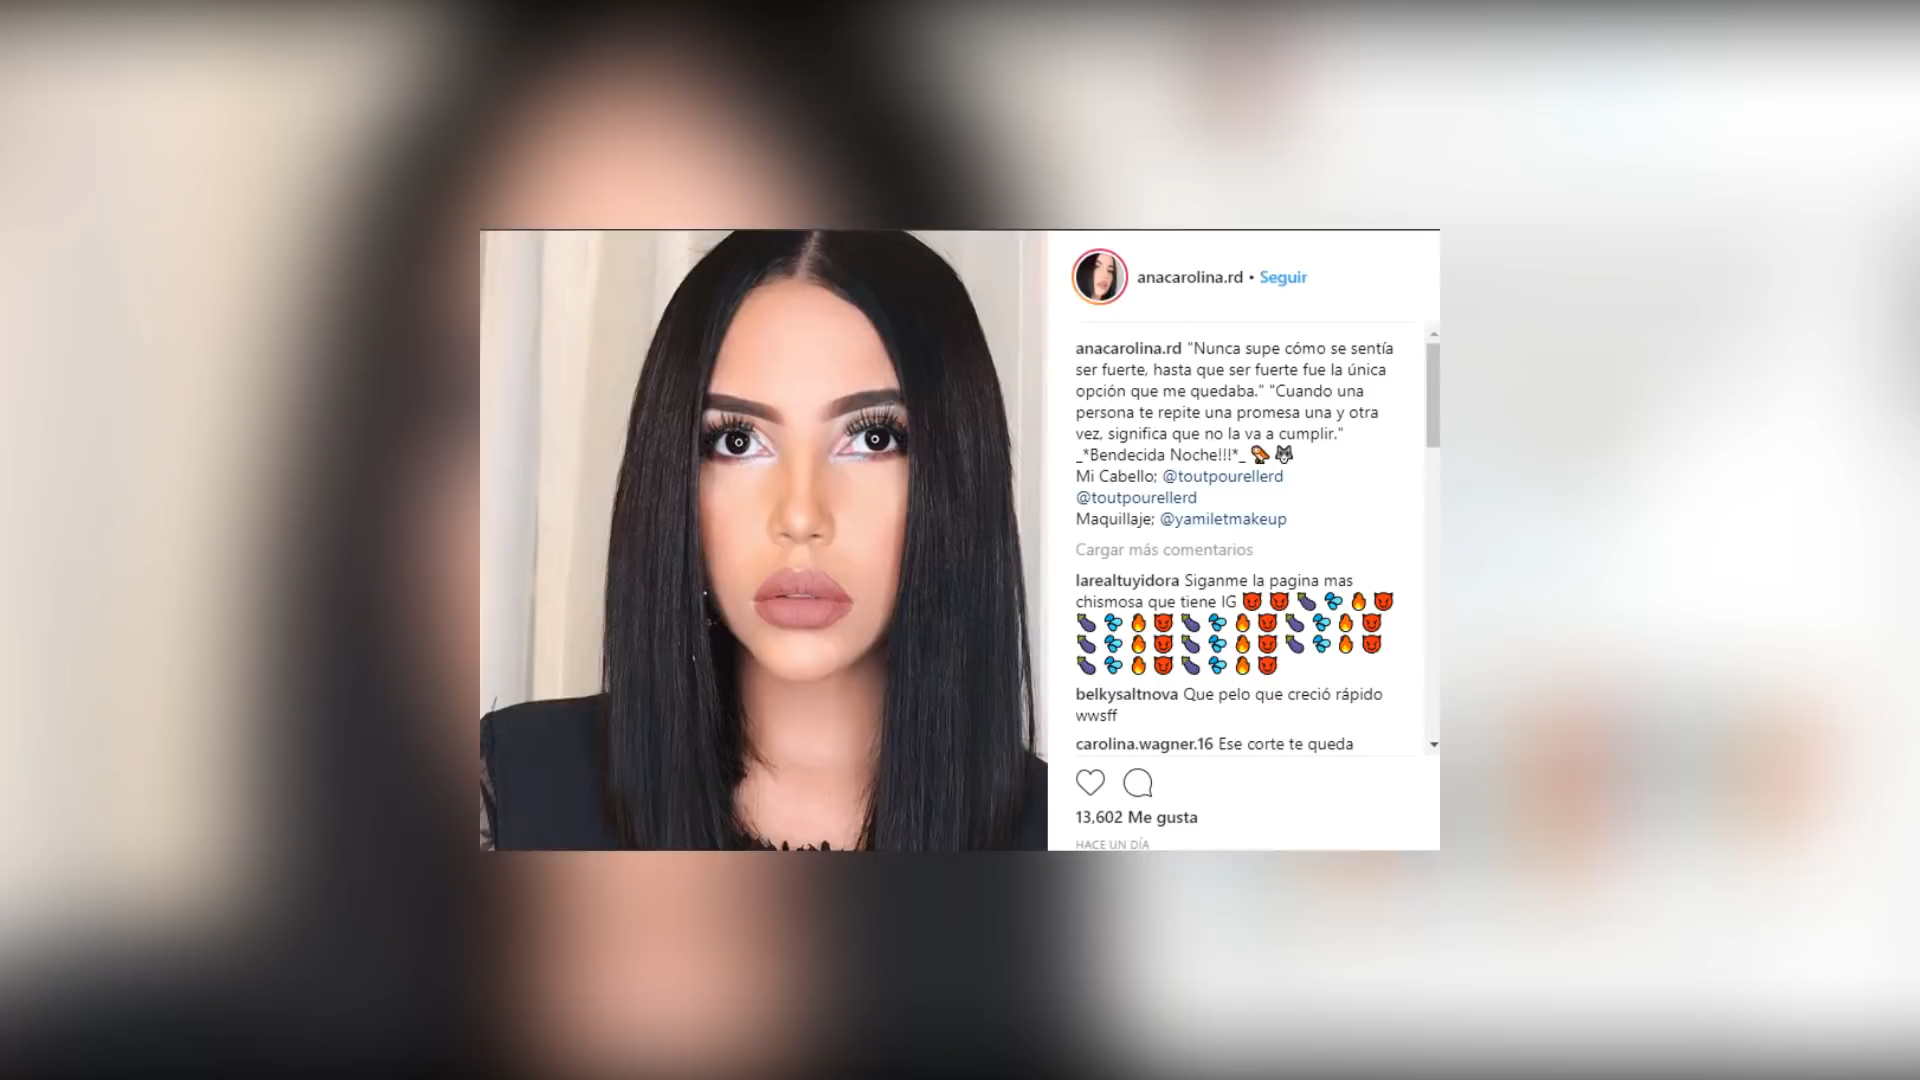 anacarolina.rd • Seguir
anacarolina.rd "Nunca supe cómo se sentía
ser fuerte, hasta que ser fuerte fue la única
opción que me quedaba." "Cuando una
persona te repite una promesa una y otra
vez, significa que no la va a cumplir."
_*Bendecida Noche!!!*_
Mi Cabello; @toutpourellerd
@toutpourellerd
Maquillaje; @yamiletmakeup
Cargar más comentarios
larealtuyidora Siganme la pagina mas
chismosa que tiene IG 😈 😈 🍆 💦 🔥 😈
🍆 💦 🔥 😈 🍆 💦 🔥 😈 🍆 💦 🔥 😈
🍆 💦 🔥 😈 🍆 💦 🔥 😈 🍆 💦 🔥 😈
🍆 💦 🔥 😈 🍆 💦 🔥 😈
belkysaltnova Que pelo que creció rápido
wwsff
carolina.wagner.16 Ese corte te queda
13,602 Me gusta
HACE UN DÍA